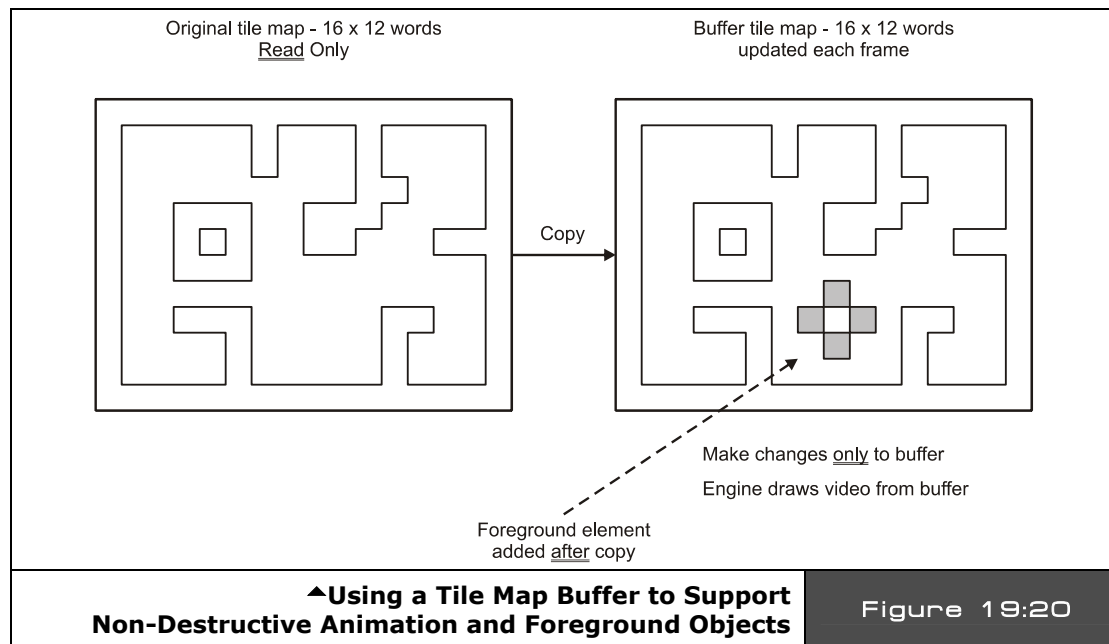 Original tile map - 16 x 12 words
Read Only
Buffer tile map - 16 x 12 words
updated each frame
Copy
Make changes only to buffer
Engine draws video from buffer
Foreground element
added after copy
▲Using a Tile Map Buffer to Support
Non-Destructive Animation and Foreground Objects
Figure 19:20